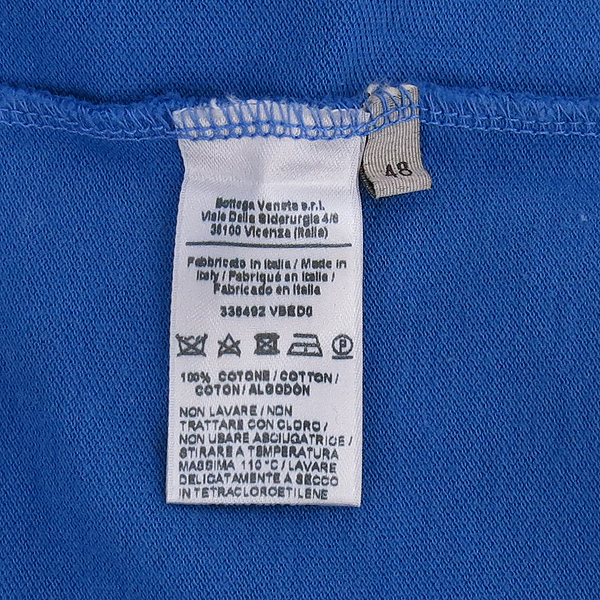 48
Bottega Veneta s.r.l.
Viale Della Siderurgia 4/6
36100 Vicenza (Italia)
Fabbricato in Italia / Made in
Italy / Fabriqué en Italie /
Fabricado en Italia
338492 VBED0
P
100% COTONE / COTTON /
COTON / ALGODÓN
NON LAVARE / NON
TRATTARE CON CLORO /
NON USARE ASCIUGATRICE /
STIRARE A TEMPERATURA
MASSIMA 110°C / LAVARE
DELICATAMENTE A SECCO
IN TETRACLOROETILENE